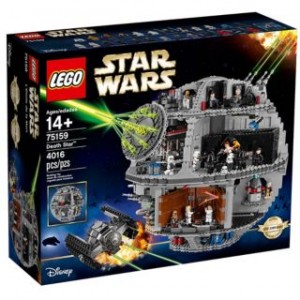 LEGO
STAR
WARS
Ages/edades
14+
75159
Death Star
4016
pcs/pzs
Disney